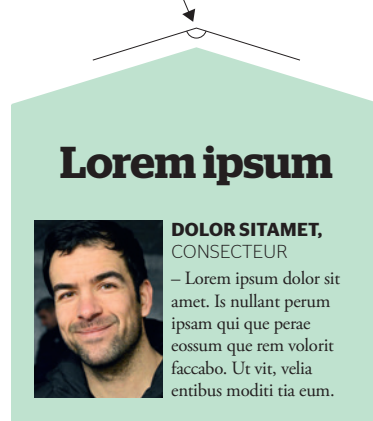 Lorem ipsum
DOLOR SITAMET,
CONSECTEUR
– Lorem ipsum dolor sit
amet. Is nullant perum
ipsam qui que perae
eossum que rem volorit
faccabo. Ut vit, velia
entibus moditi tia eum.